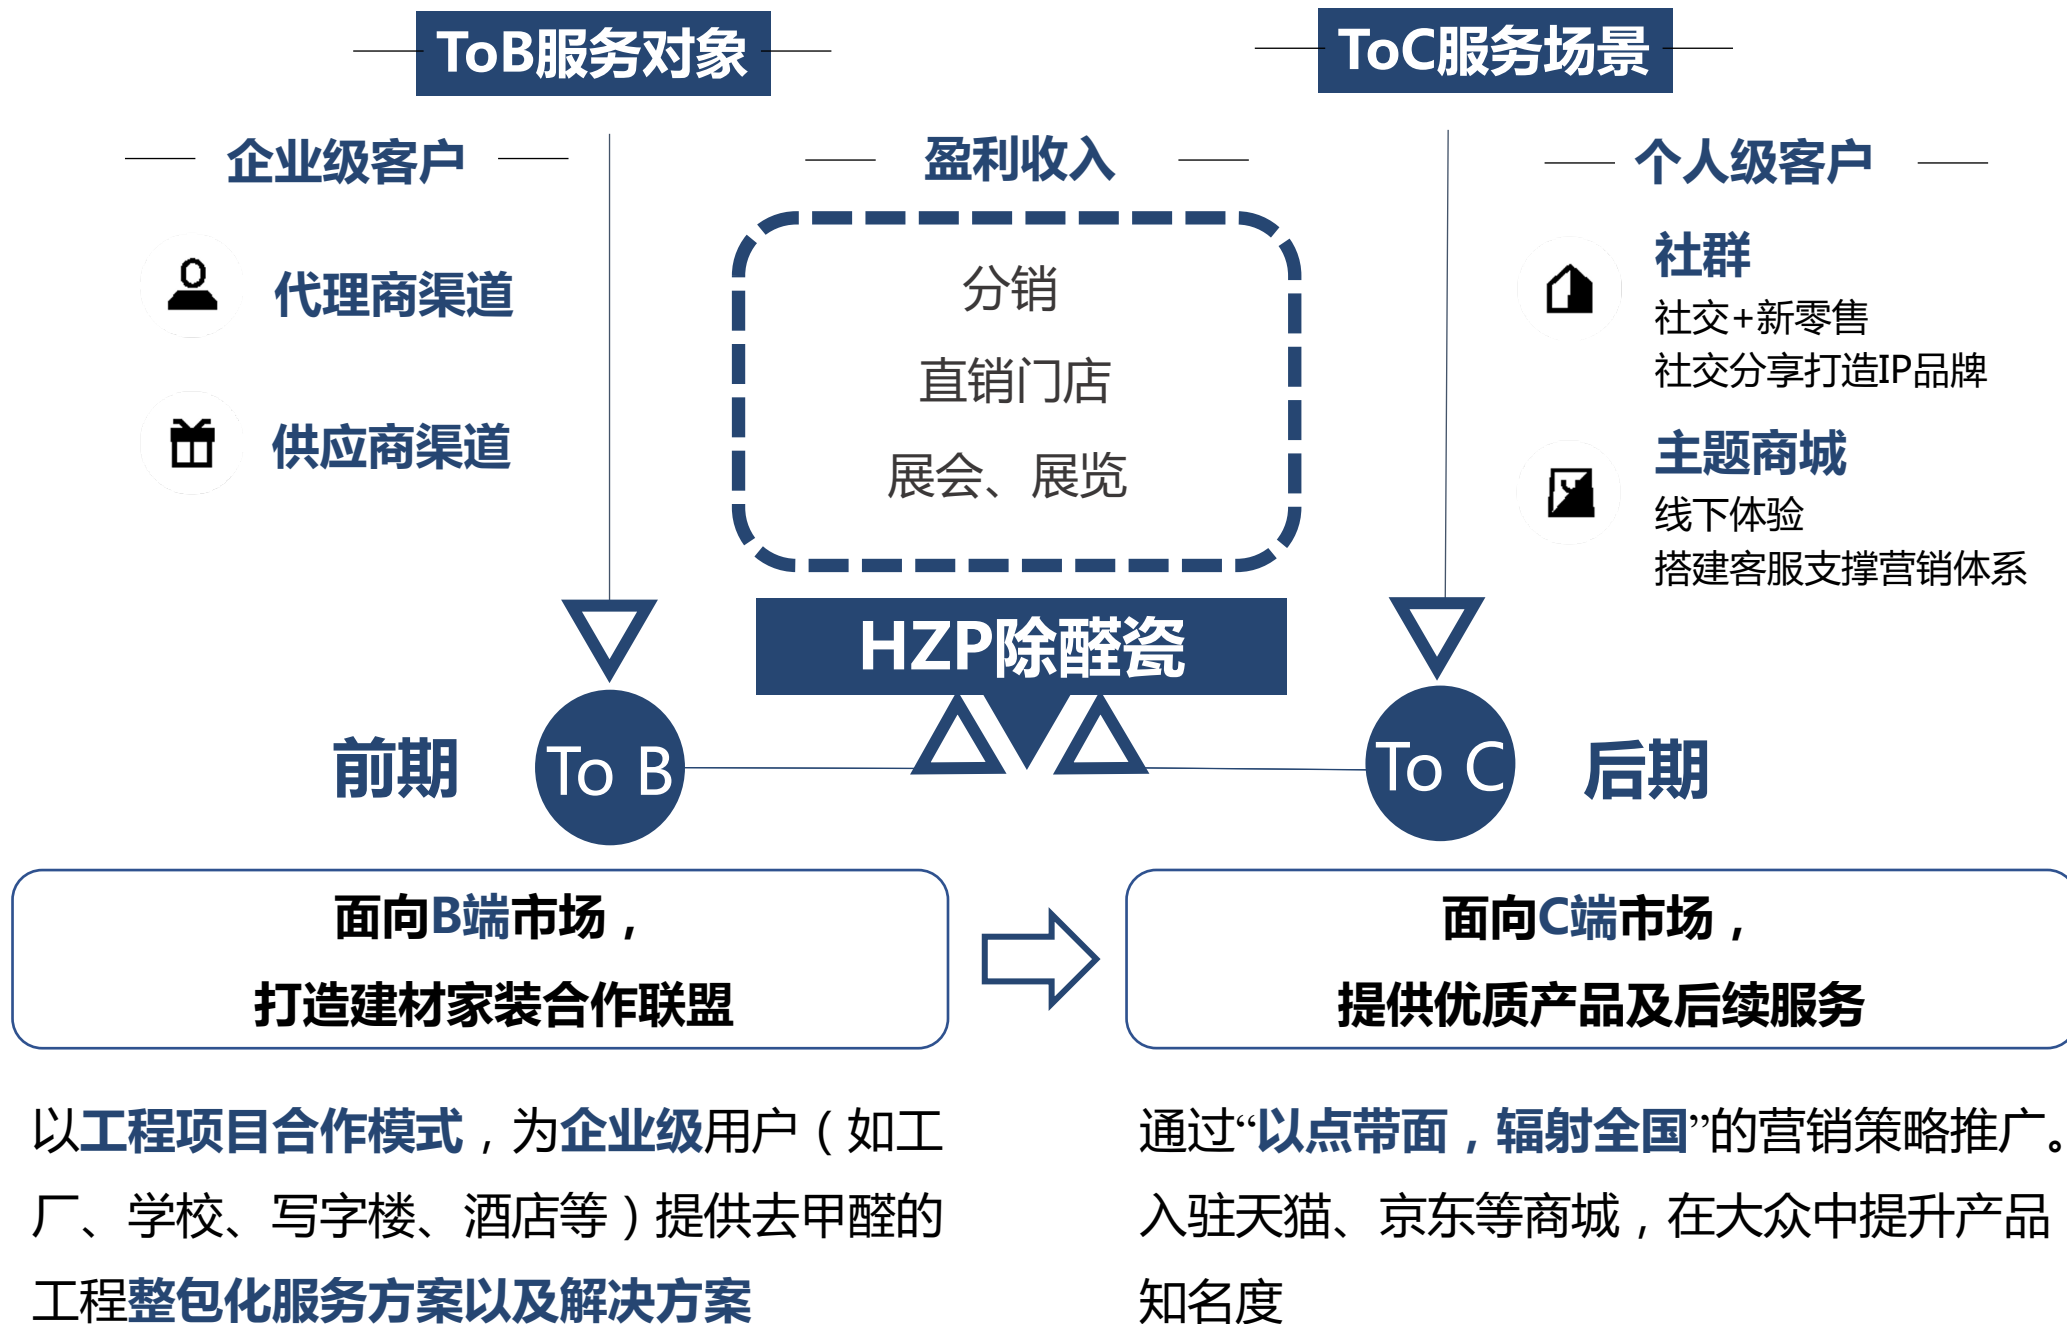 ToB服务对象
ToC服务场景
企业级客户
代理商渠道
供应商渠道
盈利收入
分销
直销门店
展会、展览
个人级客户
社群
社交+新零售
社交分享打造IP品牌
主题商城
线下体验
搭建客服支撑营销体系
HZP除醛瓷
前期
To B
To C
后期
面向B端市场，
打造建材家装合作联盟
面向C端市场，
提供优质产品及后续服务
以工程项目合作模式，为企业级用户（如工
厂、学校、写字楼、酒店等）提供去甲醛的
工程整包化服务方案以及解决方案
通过“以点带面，辐射全国”的营销策略推广。
入驻天猫、京东等商城，在大众中提升产品
知名度